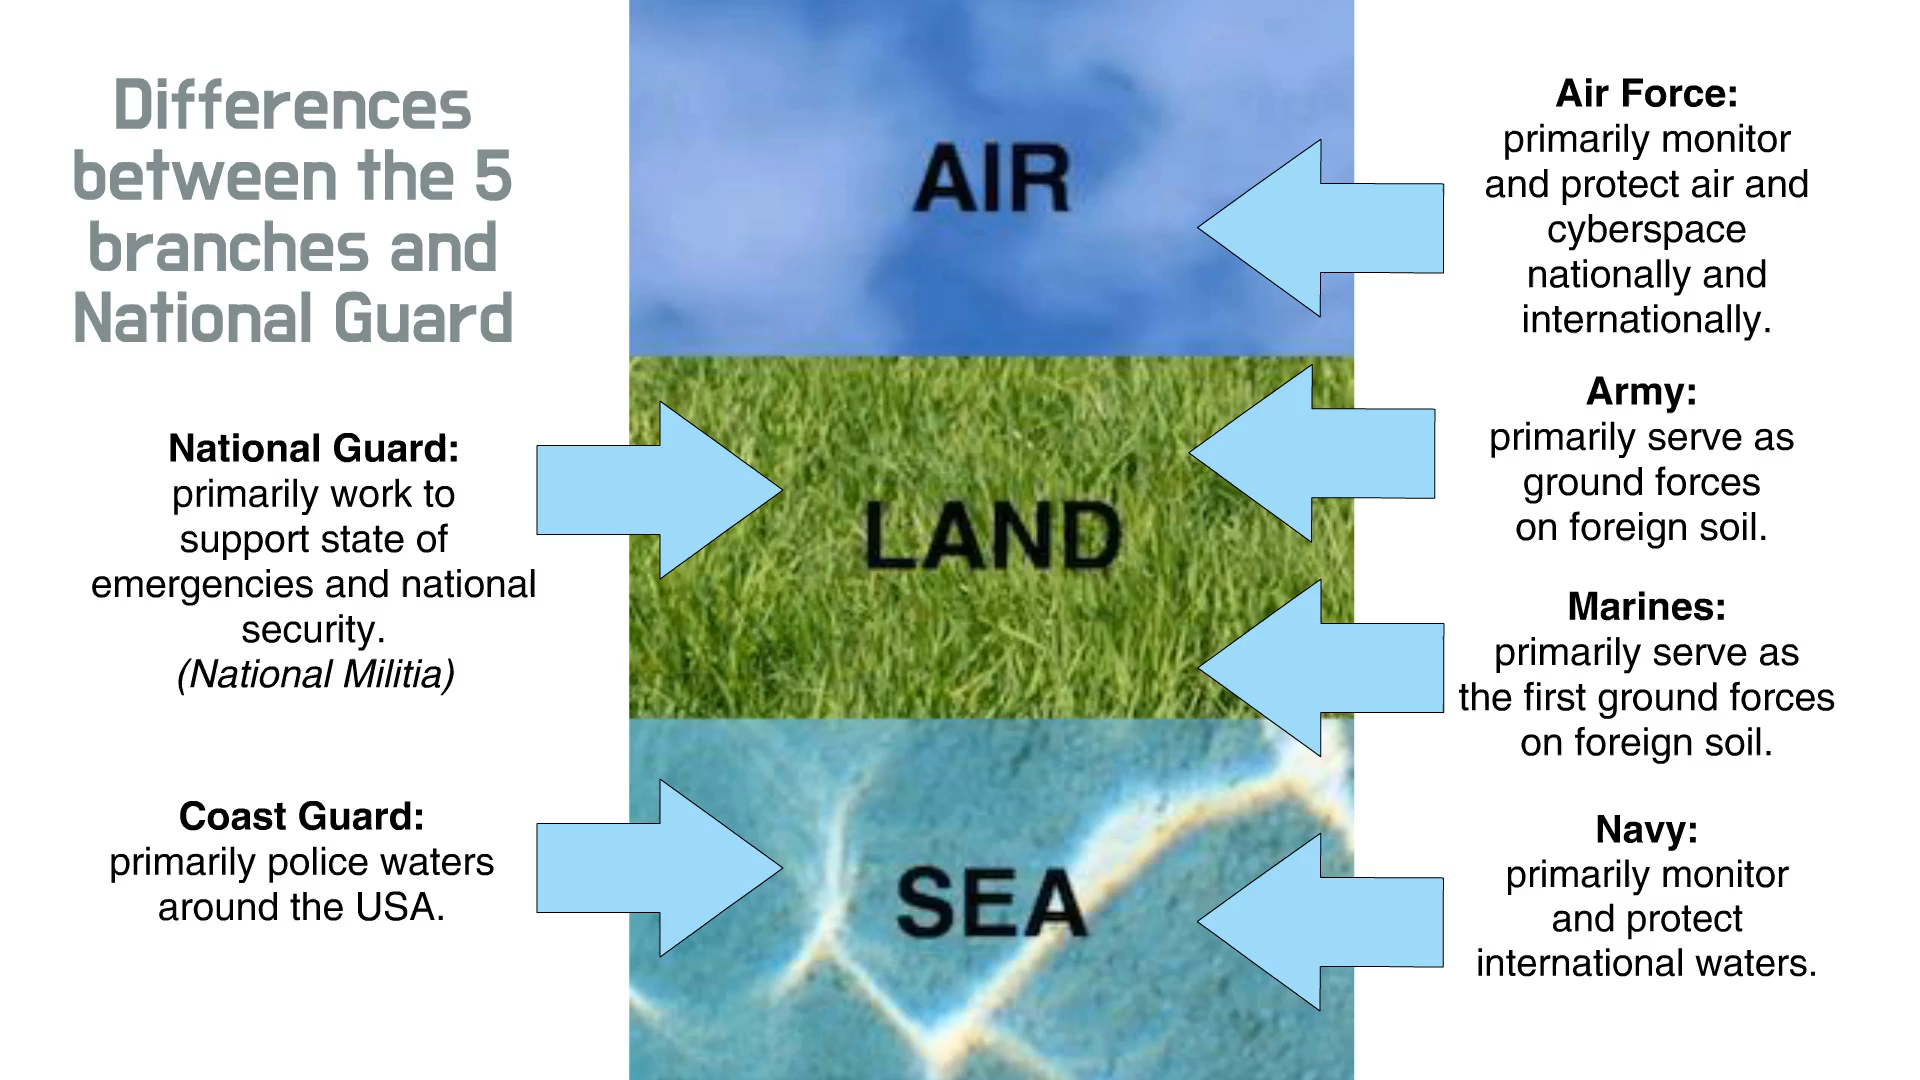 Differences
between the 5
branches and
National Guard
National Guard:
primarily work to
support state of
emergencies and national
security.
(National Militia)
Coast Guard:
primarily police waters
around the USA.
AIR
LAND
SEA
Air Force:
primarily monitor
and protect air and
cyberspace
nationally and
internationally.
Army:
primarily serve as
ground forces
on foreign soil.
Marines:
primarily serve as
the first ground forces
on foreign soil.
Navy:
primarily monitor
and protect
international waters.